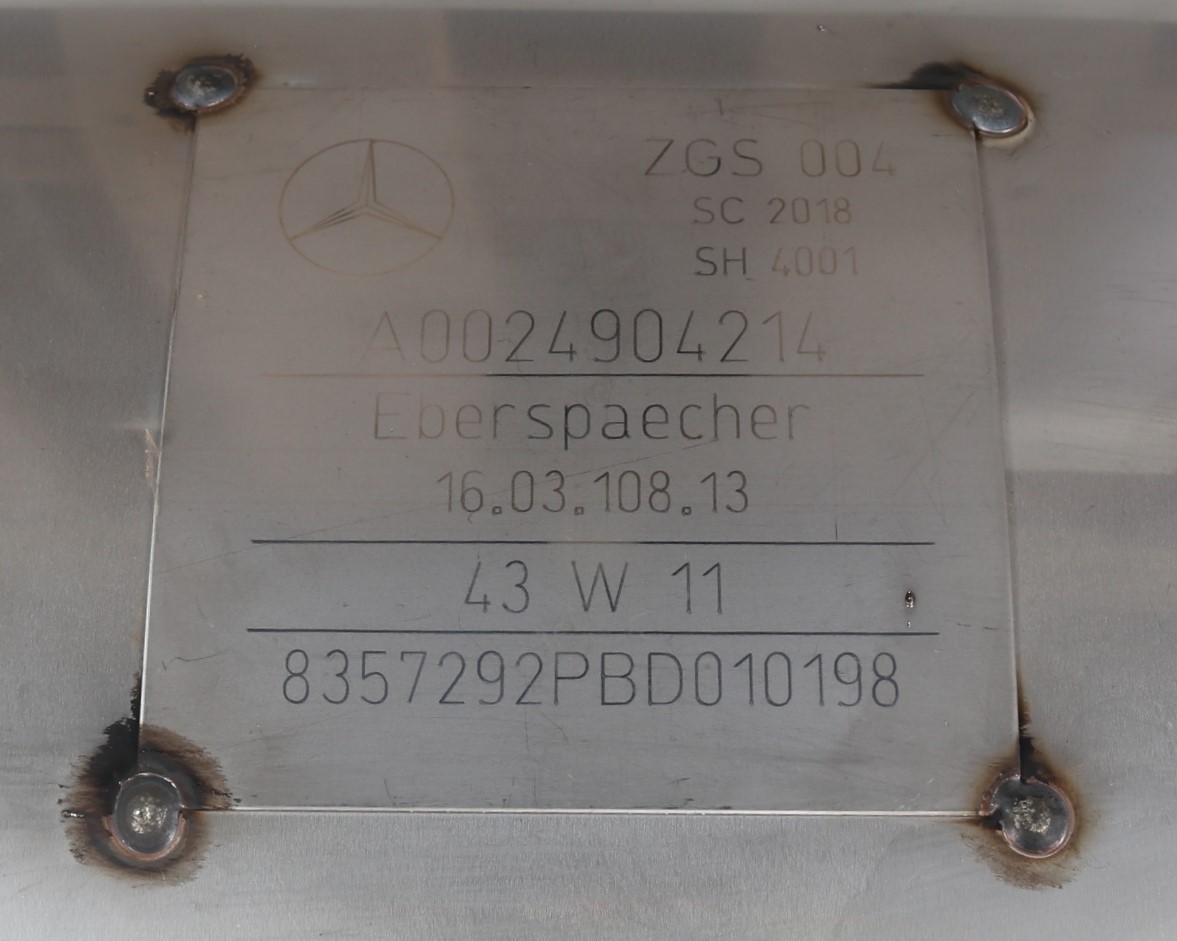 ZGS 004
SC 2018
SH 4001
A0024904214
Eberspaecher
16.03.108.13
43 W 11
8357292PBD010198